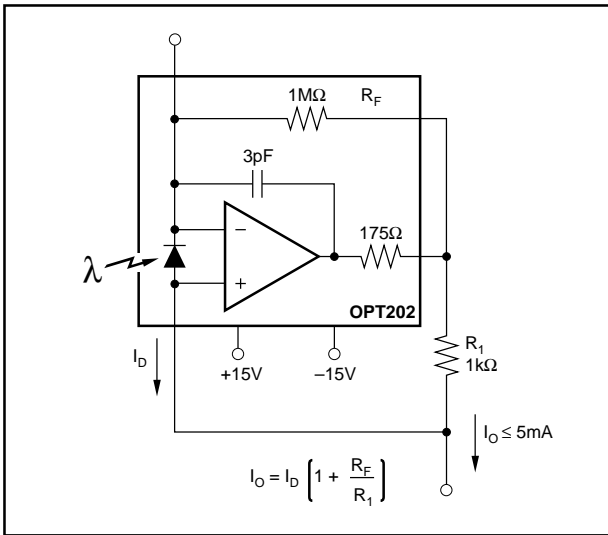 1MΩ R_F
3pF
175Ω
−
+
λ
OPT202
I_D
+15V
–15V
R_1
1kΩ
I_O ≤ 5mA
I_O = I_D [1 + R_F / R_1]